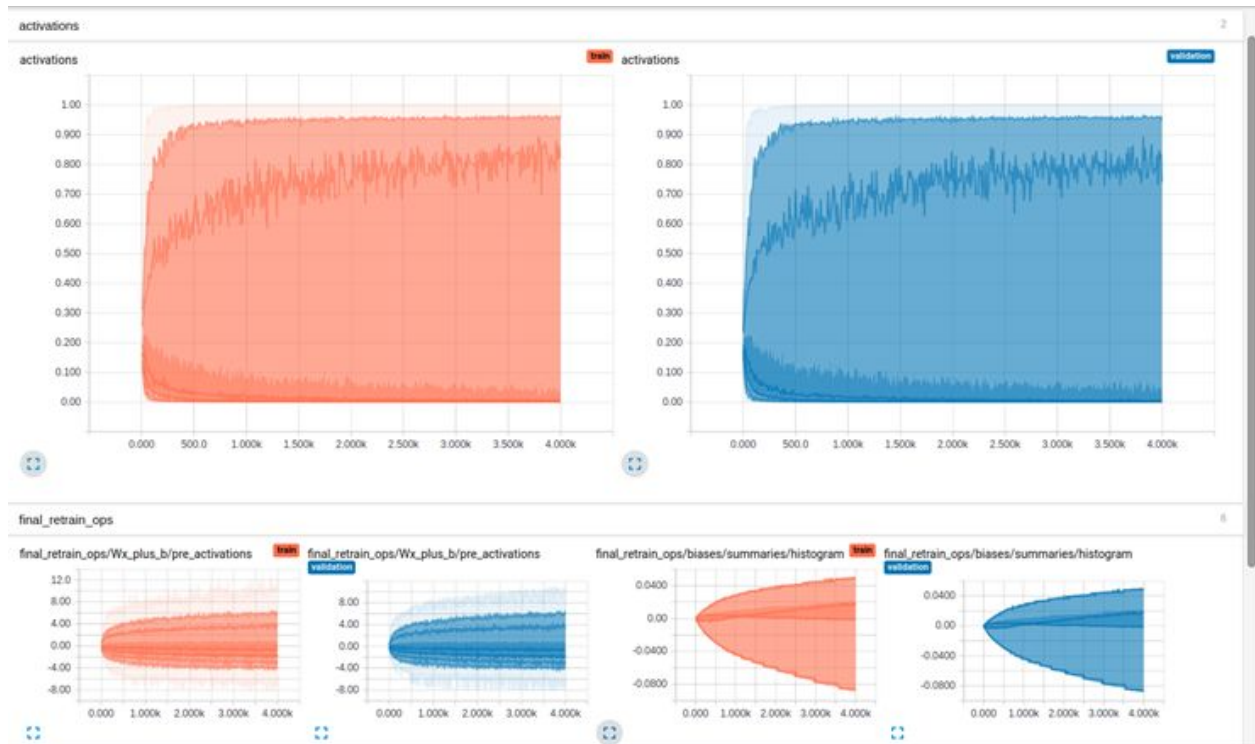 activations 2
activations train activations validation
1.00 1.00
0.900 0.900
0.800 0.800
0.700 0.700
0.600 0.600
0.500 0.500
0.400 0.400
0.300 0.300
0.200 0.200
0.100 0.100
0.00 0.00
0.000 500.0 1.000k 1.500k 2.000k 2.500k 3.000k 3.500k 4.000k 0.000 500.0 1.000k 1.500k 2.000k 2.500k 3.000k 3.500k 4.000k
final_retrain_ops 6
final_retrain_ops/Wx_plus_b/pre_activations train
12.0
8.00
4.00
0.00
-4.00
-8.00
0.000 1.000k 2.000k 3.000k 4.000k
final_retrain_ops/Wx_plus_b/pre_activations
validation
8.00
4.00
0.00
-4.00
-8.00
0.000 1.000k 2.000k 3.000k 4.000k
final_retrain_ops/biases/summaries/histogram train
0.0400
0.00
-0.0400
-0.0800
0.000 1.000k 2.000k 3.000k 4.000k
final_retrain_ops/biases/summaries/histogram
validation
0.0400
0.00
-0.0400
-0.0800
0.000 1.000k 2.000k 3.000k 4.000k